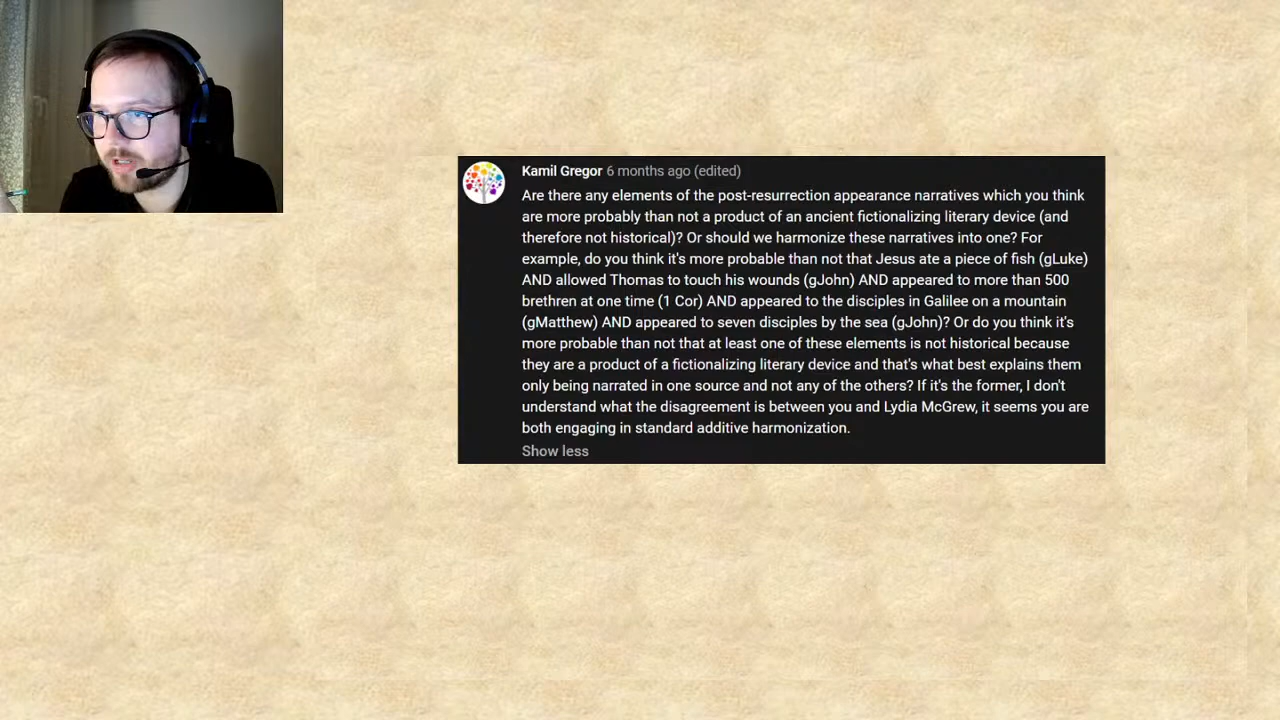 Kamil Gregor 6 months ago (edited)
Are there any elements of the post-resurrection appearance narratives which you think
are more probably than not a product of an ancient fictionalizing literary device (and
therefore not historical)? Or should we harmonize these narratives into one? For
example, do you think it's more probable than not that Jesus ate a piece of fish (gLuke)
AND allowed Thomas to touch his wounds (gJohn) AND appeared to more than 500
brethren at one time (1 Cor) AND appeared to the disciples in Galilee on a mountain
(gMatthew) AND appeared to seven disciples by the sea (gJohn)? Or do you think it's
more probable than not that at least one of these elements is not historical because
they are a product of a fictionalizing literary device and that's what best explains them
only being narrated in one source and not any of the others? If it's the former, I don't
understand what the disagreement is between you and Lydia McGrew, it seems you are
both engaging in standard additive harmonization.
Show less